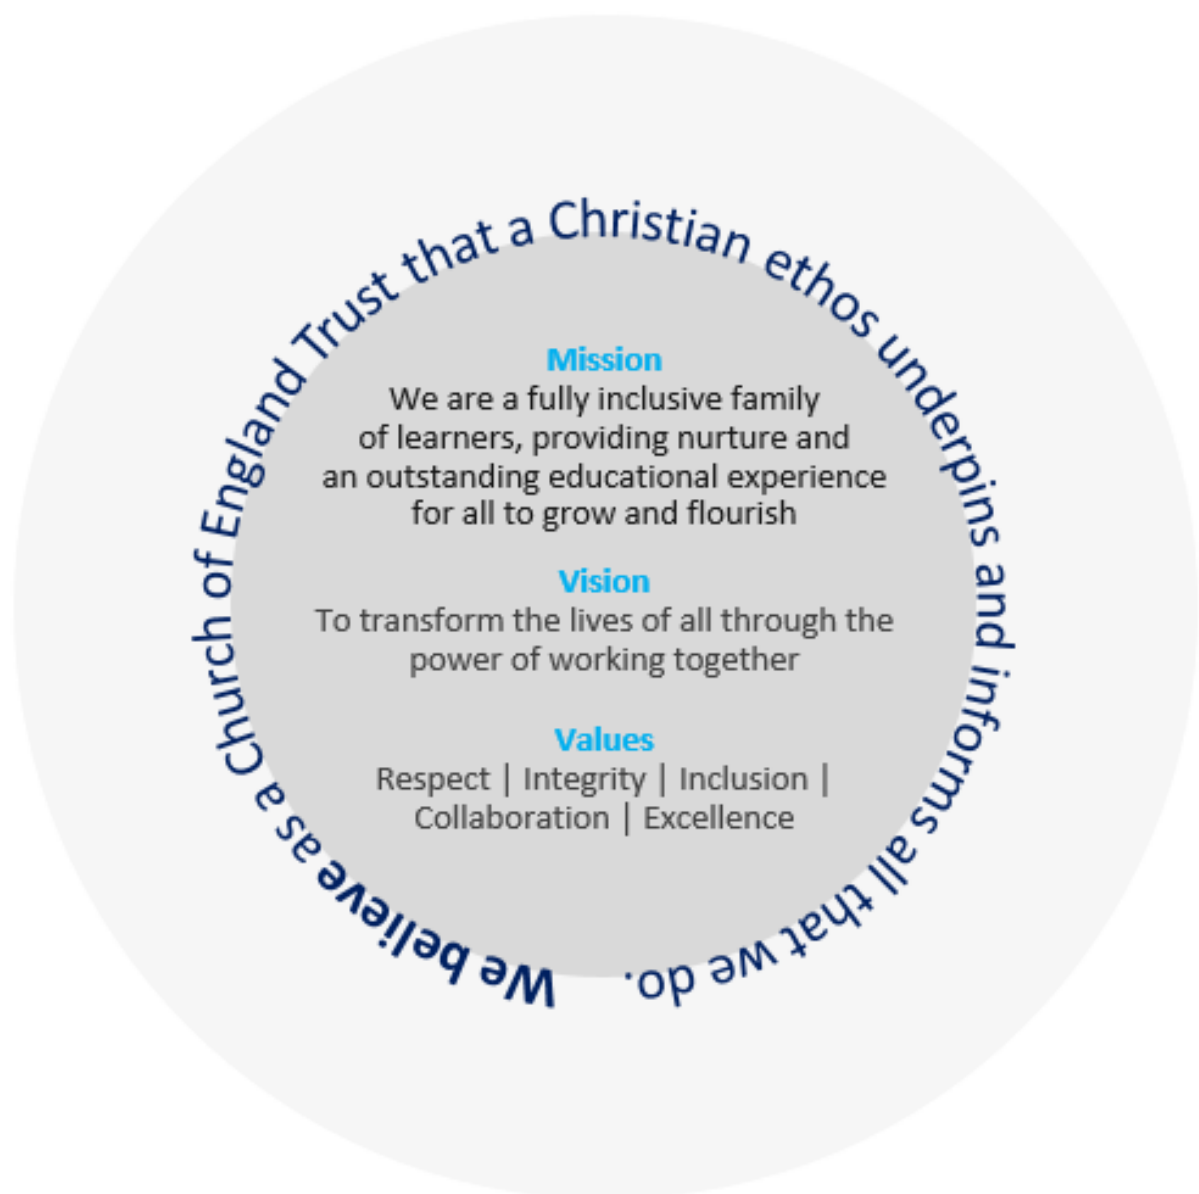 We believe as a Church of England Trust that a Christian ethos underpins and informs all that we do.
Mission
We are a fully inclusive family
of learners, providing nurture and
an outstanding educational experience
for all to grow and flourish
Vision
To transform the lives of all through the
power of working together
Values
Respect | Integrity | Inclusion |
Collaboration | Excellence